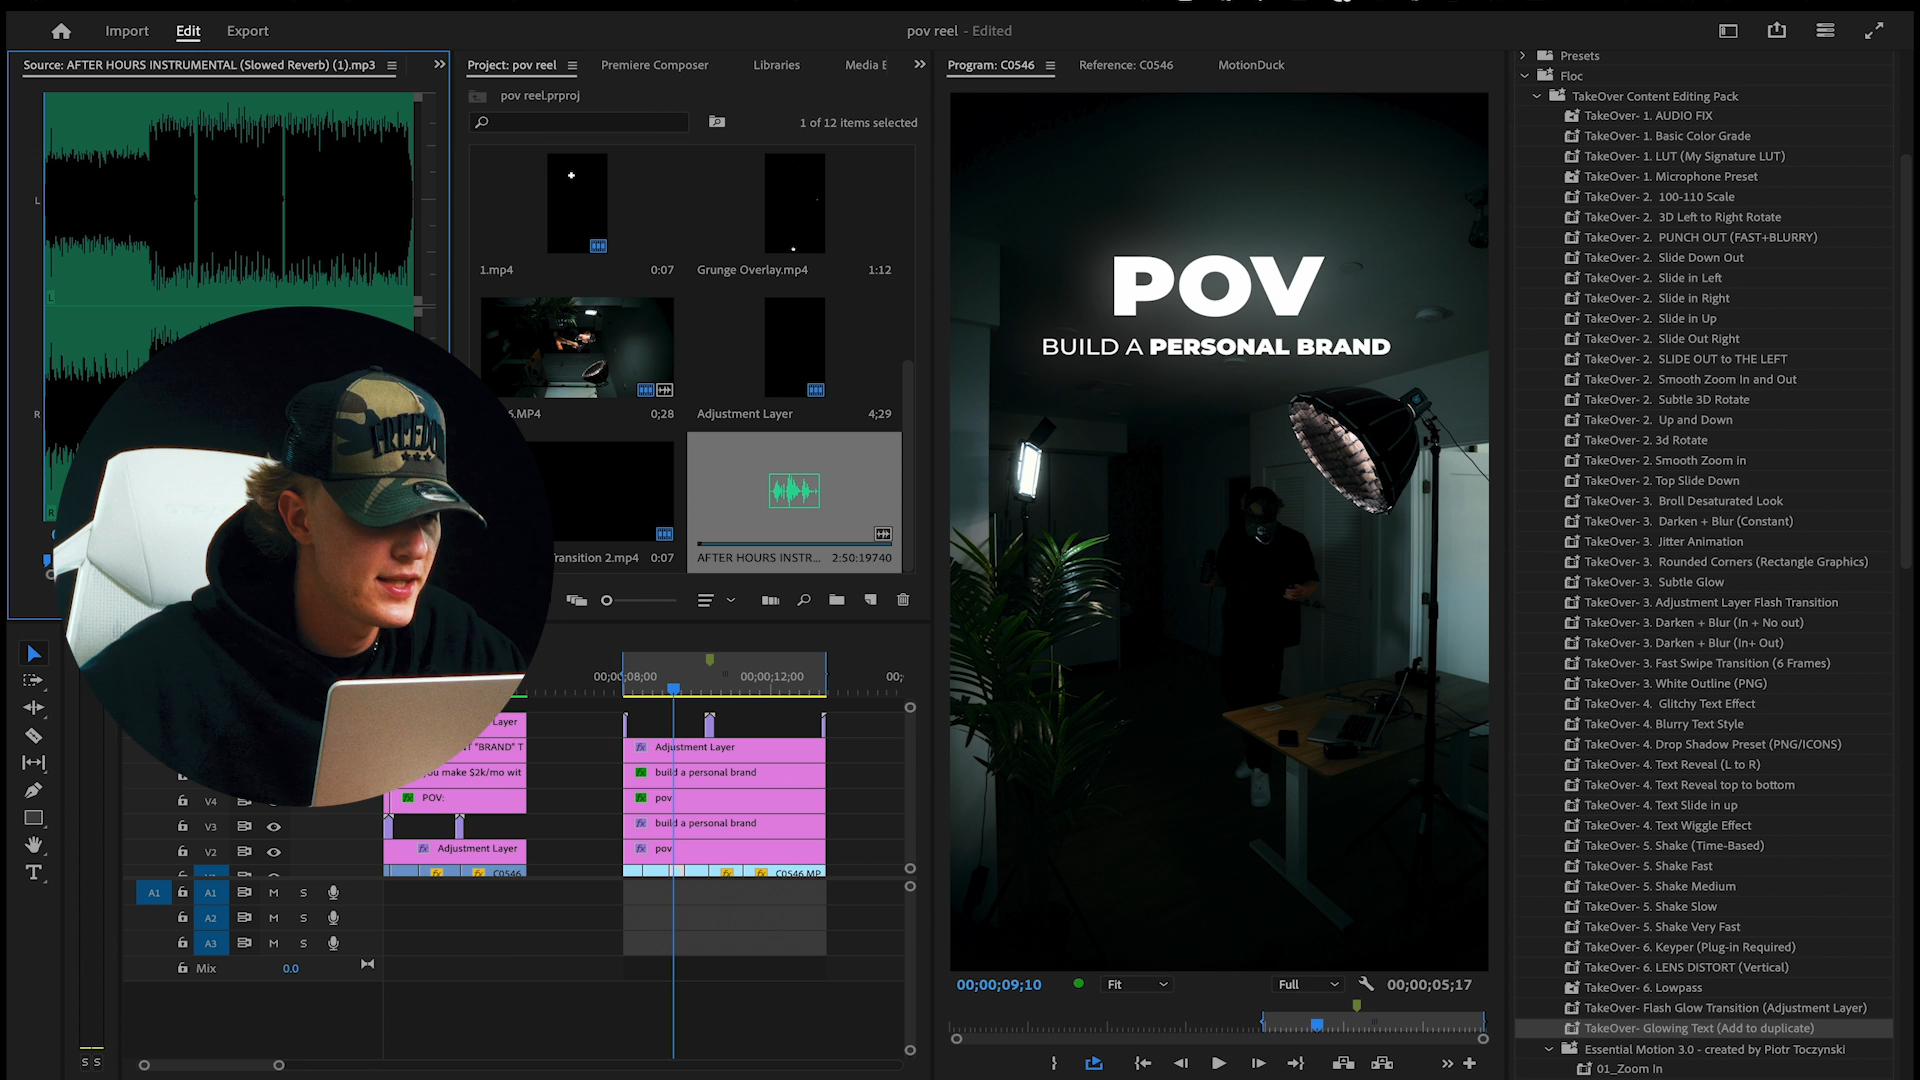 Import
Edit
Export
pov reel - Edited
Source: AFTER HOURS INSTRUMENTAL (Slowed Reverb) (1).mp3
Project: pov reel
Premiere Composer
Libraries
Media E
Program: C0546
Reference: C0546
MotionDuck
pov reel.prproj
1 of 12 items selected
L
L
R
R
1.mp4
0:07
Grunge Overlay.mp4
1:12
6.MP4
0;28
Adjustment Layer
4;29
ransition 2.mp4
0:07
AFTER HOURS INSTR...
2:50:19740
FREEDO
POV
BUILD A PERSONAL BRAND
00;00;09;10
Fit
Full
00;00;05;17
00;00;08;00
00;00;12;00
00;
Layer
Adjustment Layer
T "BRAND" T
build a personal brand
you make $2k/mo wit
pov
V4
POV:
build a personal brand
V3
pov
V2
Adjustment Layer
C0546
C0546.MP
A1
A1
M
S
A2
M
S
A3
M
S
Mix
0.0
S S
Presets
Floc
TakeOver Content Editing Pack
TakeOver- 1. AUDIO FIX
TakeOver- 1. Basic Color Grade
TakeOver- 1. LUT (My Signature LUT)
TakeOver- 1. Microphone Preset
TakeOver- 2. 100-110 Scale
TakeOver- 2. 3D Left to Right Rotate
TakeOver- 2. PUNCH OUT (FAST+BLURRY)
TakeOver- 2. Slide Down Out
TakeOver- 2. Slide in Left
TakeOver- 2. Slide in Right
TakeOver- 2. Slide in Up
TakeOver- 2. Slide Out Right
TakeOver- 2. SLIDE OUT to THE LEFT
TakeOver- 2. Smooth Zoom In and Out
TakeOver- 2. Subtle 3D Rotate
TakeOver- 2. Up and Down
TakeOver- 2. 3d Rotate
TakeOver- 2. Smooth Zoom in
TakeOver- 2. Top Slide Down
TakeOver- 3. Broll Desaturated Look
TakeOver- 3. Darken + Blur (Constant)
TakeOver- 3. Jitter Animation
TakeOver- 3. Rounded Corners (Rectangle Graphics)
TakeOver- 3. Subtle Glow
TakeOver- 3. Adjustment Layer Flash Transition
TakeOver- 3. Darken + Blur (In + No out)
TakeOver- 3. Darken + Blur (In+ Out)
TakeOver- 3. Fast Swipe Transition (6 Frames)
TakeOver- 3. White Outline (PNG)
TakeOver- 4. Glitchy Text Effect
TakeOver- 4. Blurry Text Style
TakeOver- 4. Drop Shadow Preset (PNG/ICONS)
TakeOver- 4. Text Reveal (L to R)
TakeOver- 4. Text Reveal top to bottom
TakeOver- 4. Text Slide in up
TakeOver- 4. Text Wiggle Effect
TakeOver- 5. Shake (Time-Based)
TakeOver- 5. Shake Fast
TakeOver- 5. Shake Medium
TakeOver- 5. Shake Slow
TakeOver- 5. Shake Very Fast
TakeOver- 6. Keyper (Plug-in Required)
TakeOver- 6. LENS DISTORT (Vertical)
TakeOver- 6. Lowpass
TakeOver- Flash Glow Transition (Adjustment Layer)
TakeOver- Glowing Text (Add to duplicate)
Essential Motion 3.0 - created by Piotr Toczynski
01_Zoom In